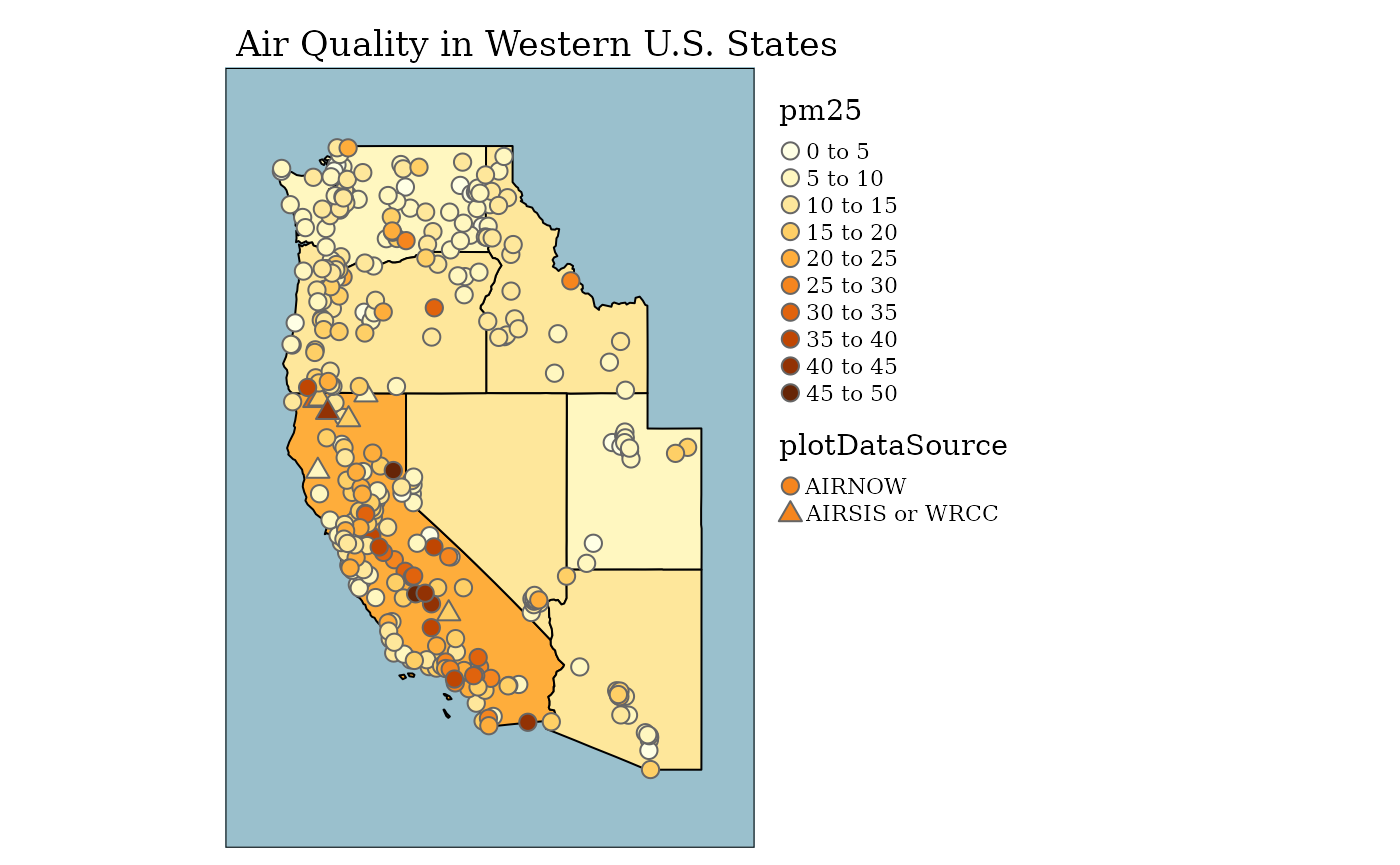 Air Quality in Western U.S. States
pm25
0 to 5
5 to 10
10 to 15
15 to 20
20 to 25
25 to 30
30 to 35
35 to 40
40 to 45
45 to 50
plotDataSource
AIRNOW
AIRSIS or WRCC